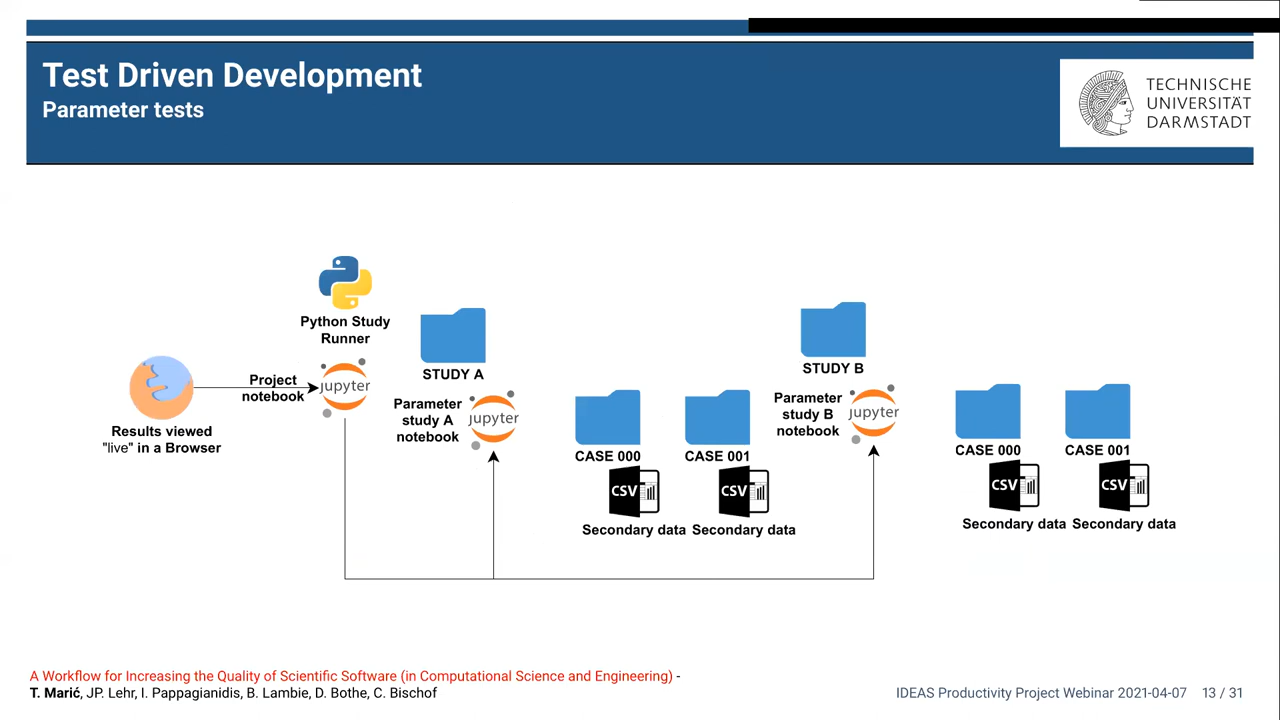 Test Driven Development
Parameter tests
TECHNISCHE
UNIVERSITÄT
DARMSTADT
Python Study
Runner
Results viewed
"live" in a Browser
Project
notebook
jupyter
STUDY A
Parameter
study A
notebook
jupyter
CASE 000
CSV
Secondary data
CASE 001
CSV
Secondary data
STUDY B
Parameter
study B
notebook
jupyter
CASE 000
CSV
Secondary data
CASE 001
CSV
Secondary data
A Workflow for Increasing the Quality of Scientific Software (in Computational Science and Engineering) -
T. Marić, JP. Lehr, I. Pappagianidis, B. Lambie, D. Bothe, C. Bischof
IDEAS Productivity Project Webinar 2021-04-07 13 / 31